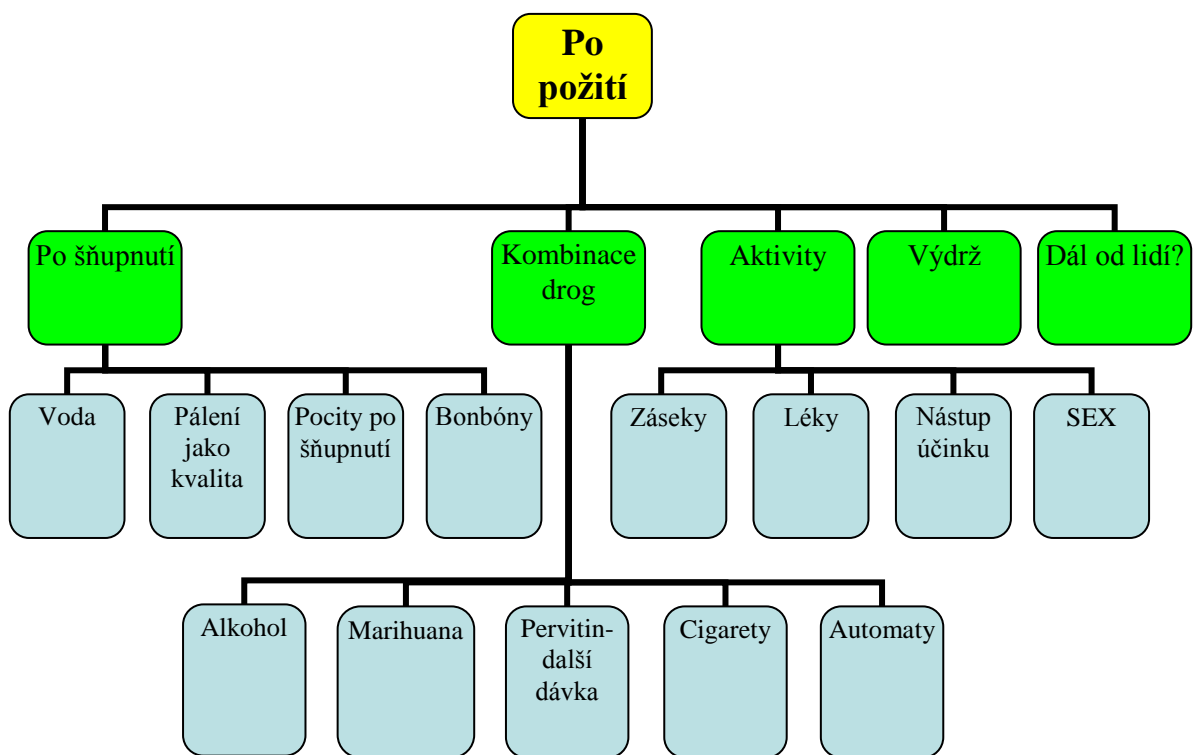 Po
požití
Po šňupnutí
Kombinace
drog
Aktivity
Výdrž
Dál od lidí?
Voda
Pálení
jako
kvalita
Pocity po
šňupnutí
Bonbóny
Záseky
Léky
Nástup
účinku
SEX
Alkohol
Marihuana
Pervitin-
další
dávka
Cigarety
Automaty